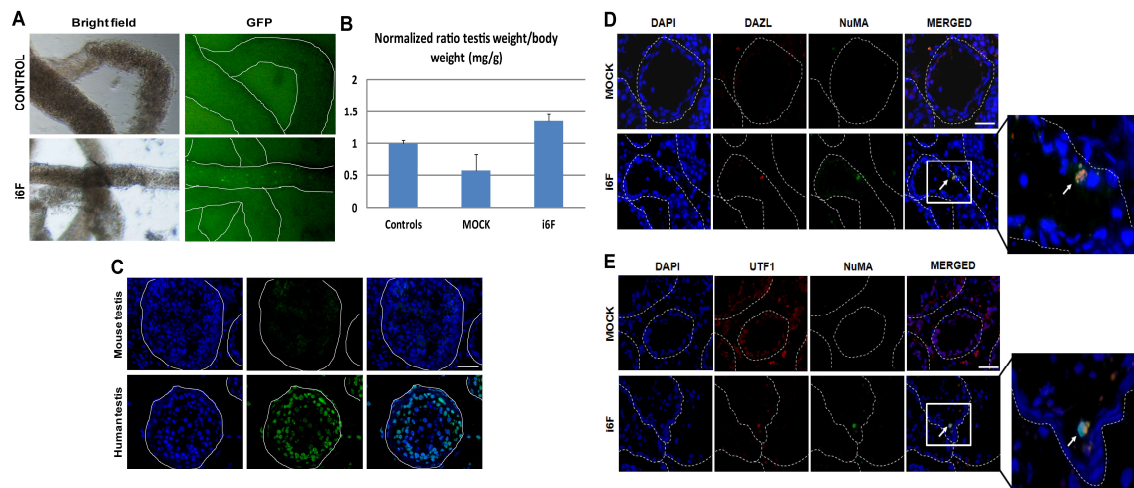 A
Bright field
GFP
CONTROL
i6F
B
Normalized ratio testis weight/body
weight (mg/g)
2
1.5
1
0.5
0
Controls
MOCK
i6F
C
Mouse testis
Human testis
D
DAPI
DAZL
NuMA
MERGED
MOCK
i6F
E
DAPI
UTF1
NuMA
MERGED
MOCK
i6F